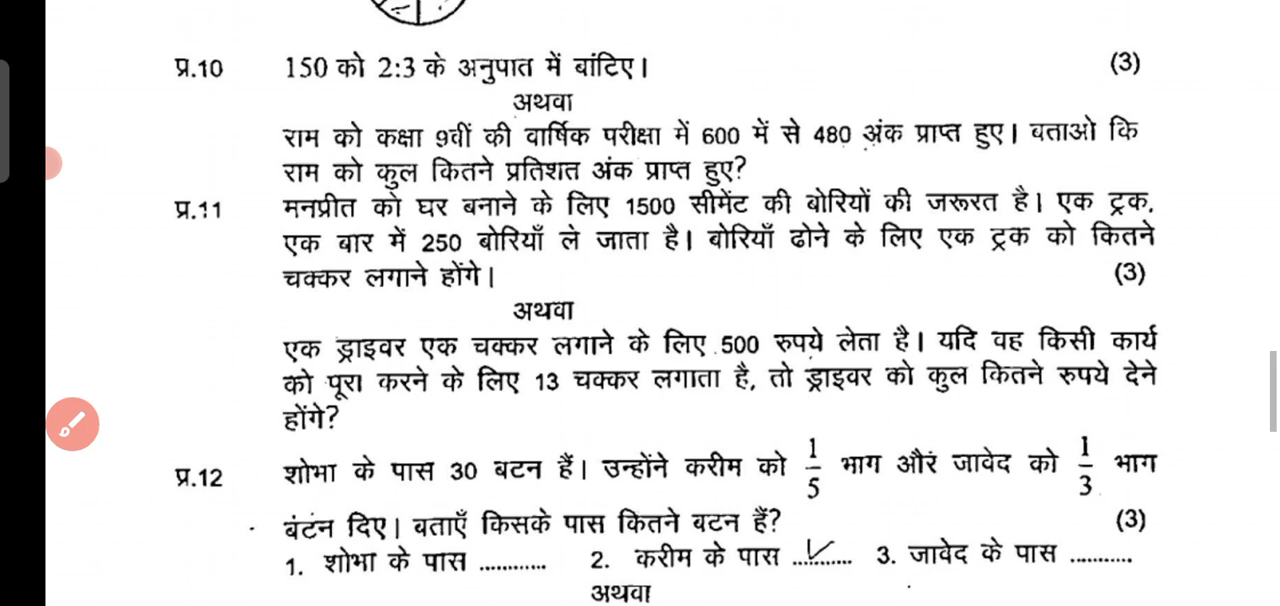 प्र.10 150 को 2:3 के अनुपात में बांटिए। (3)
अथवा
राम को कक्षा 9वीं की वार्षिक परीक्षा में 600 में से 480 अंक प्राप्त हुए। बताओ कि
राम को कुल कितने प्रतिशत अंक प्राप्त हुए?
प्र.11 मनप्रीत को घर बनाने के लिए 1500 सीमेंट की बोरियों की जरूरत है। एक ट्रक,
एक बार में 250 बोरियाँ ले जाता है। बोरियाँ ढोने के लिए एक ट्रक को कितने
चक्कर लगाने होंगे। (3)
अथवा
एक ड्राइवर एक चक्कर लगाने के लिए 500 रुपये लेता है। यदि वह किसी कार्य
को पूरा करने के लिए 13 चक्कर लगाता है, तो ड्राइवर को कुल कितने रुपये देने
होंगे?
प्र.12 शोभा के पास 30 बटन हैं। उन्होंने करीम को 1/5 भाग और जावेद को 1/3 भाग
बंटन दिए। बताएँ किसके पास कितने बटन हैं? (3)
1. शोभा के पास ............ 2. करीम के पास ............ 3. जावेद के पास ............
अथवा